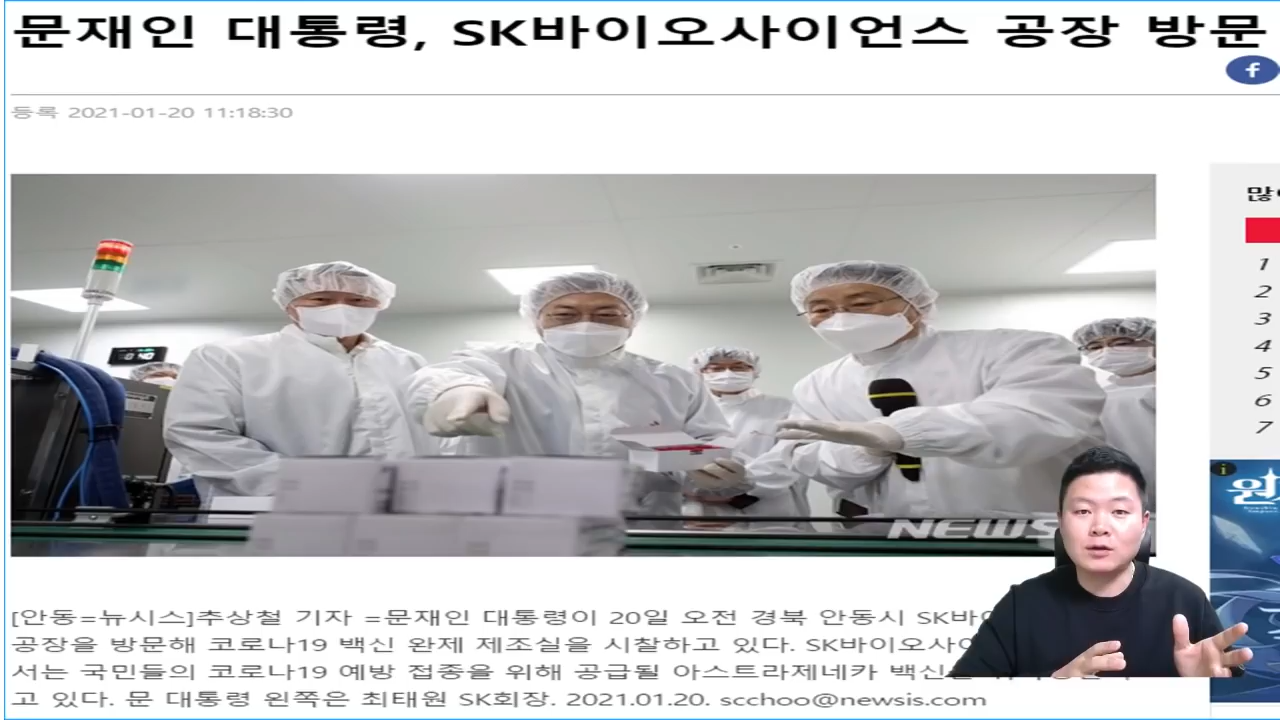 문재인 대통령, SK바이오사이언스 공장 방문
f
등록 2021-01-20 11:18:30
많
1
2
3
4
5
6
7
0 40
i
원
NEWS
[안동=뉴시스]추상철 기자 =문재인 대통령이 20일 오전 경북 안동시 SK바이
공장을 방문해 코로나19 백신 완제 제조실을 시찰하고 있다. SK바이오사이
서는 국민들의 코로나19 예방 접종을 위해 공급될 아스트라제네카 백신을
고 있다. 문 대통령 왼쪽은 최태원 SK회장. 2021.01.20. scchoo@newsis.com